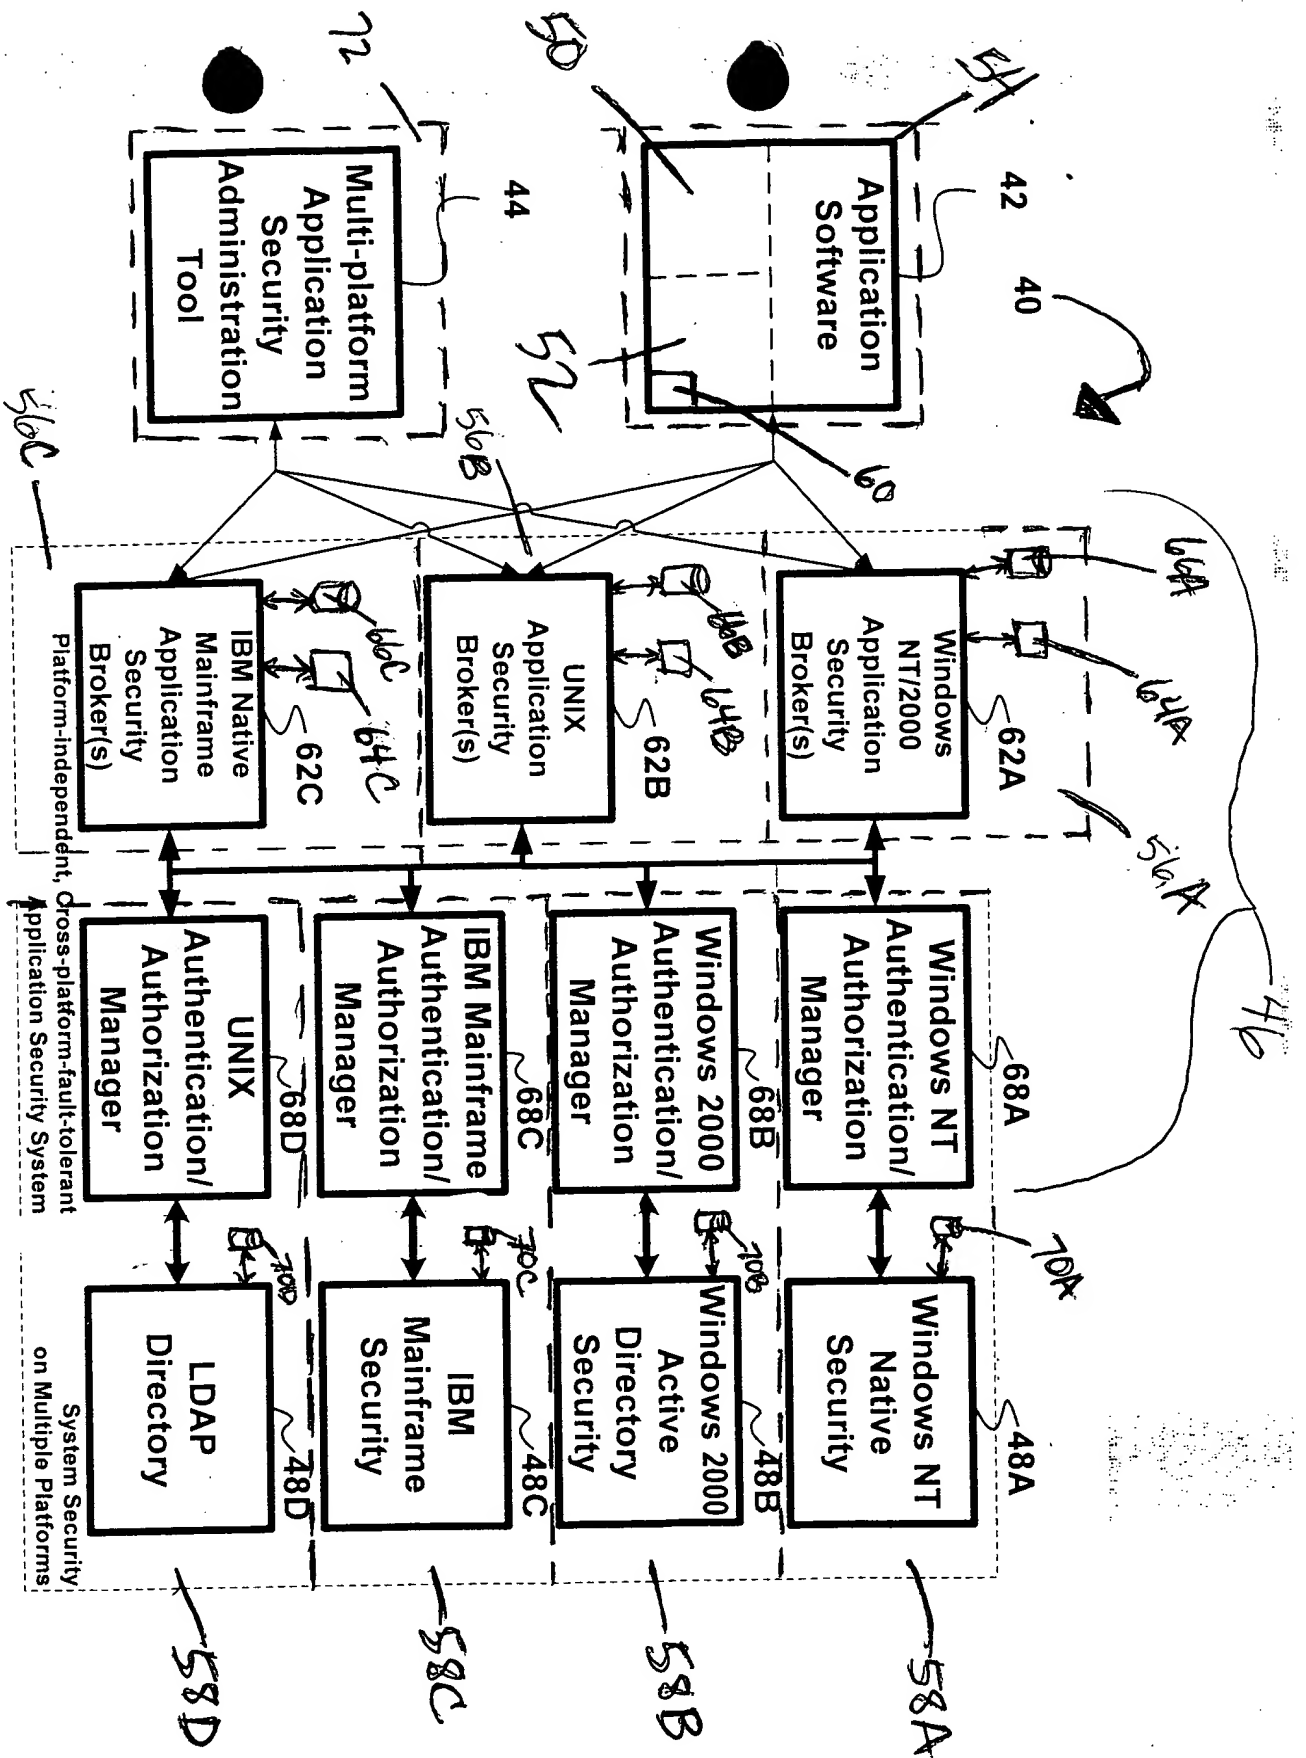 40
42
Application
Software
54
50
52
60
44
Multi-platform
Application
Security
Administration
Tool
72
46
66A
64A
56A
Windows
NT/2000
Application
Security
Broker(s)
62A
56B
66B
64B
UNIX
Application
Security
Broker(s)
62B
56C
66C
64C
IBM Native
Mainframe
Application
Security
Broker(s)
62C
Platform-independent, Cross-platform-fault-tolerant
Application Security System
Windows NT
Authentication/
Authorization
Manager
68A
Windows 2000
Authentication/
Authorization
Manager
68B
IBM Mainframe
Authentication/
Authorization
Manager
68C
UNIX
Authentication/
Authorization
Manager
68D
70A
Windows NT
Native
Security
48A
70B
Windows 2000
Active
Directory
Security
48B
70C
IBM
Mainframe
Security
48C
70D
LDAP
Directory
48D
System Security
on Multiple Platforms
58A
58B
58C
58D